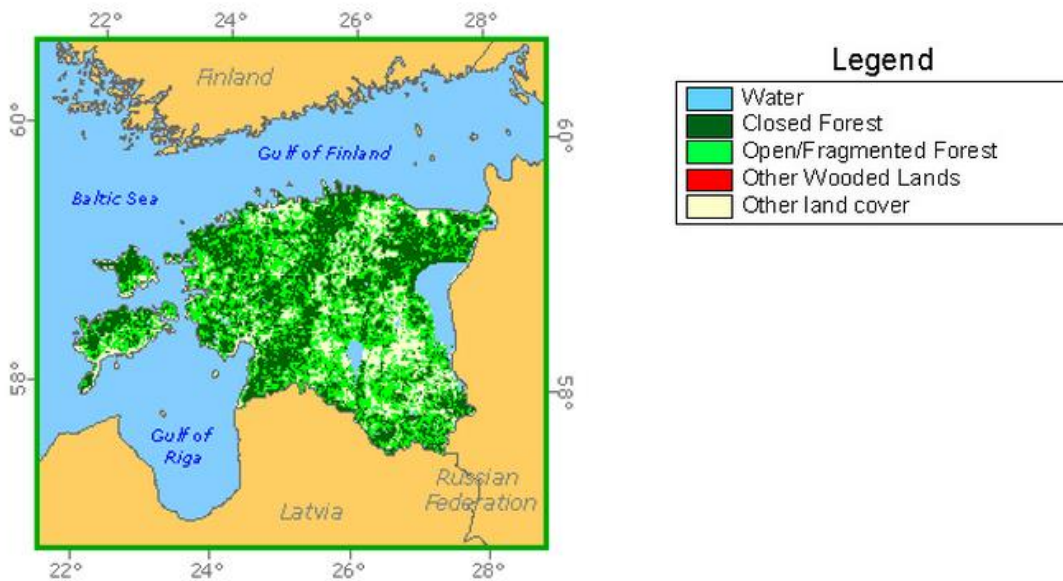 22° 24° 26° 28°
Finland
60°
60°
Gulf of Finland
Baltic Sea
58°
58°
Gulf of
Riga
Latvia
Russian
Federation
22° 24° 26° 28°
Legend
Water
Closed Forest
Open/Fragmented Forest
Other Wooded Lands
Other land cover